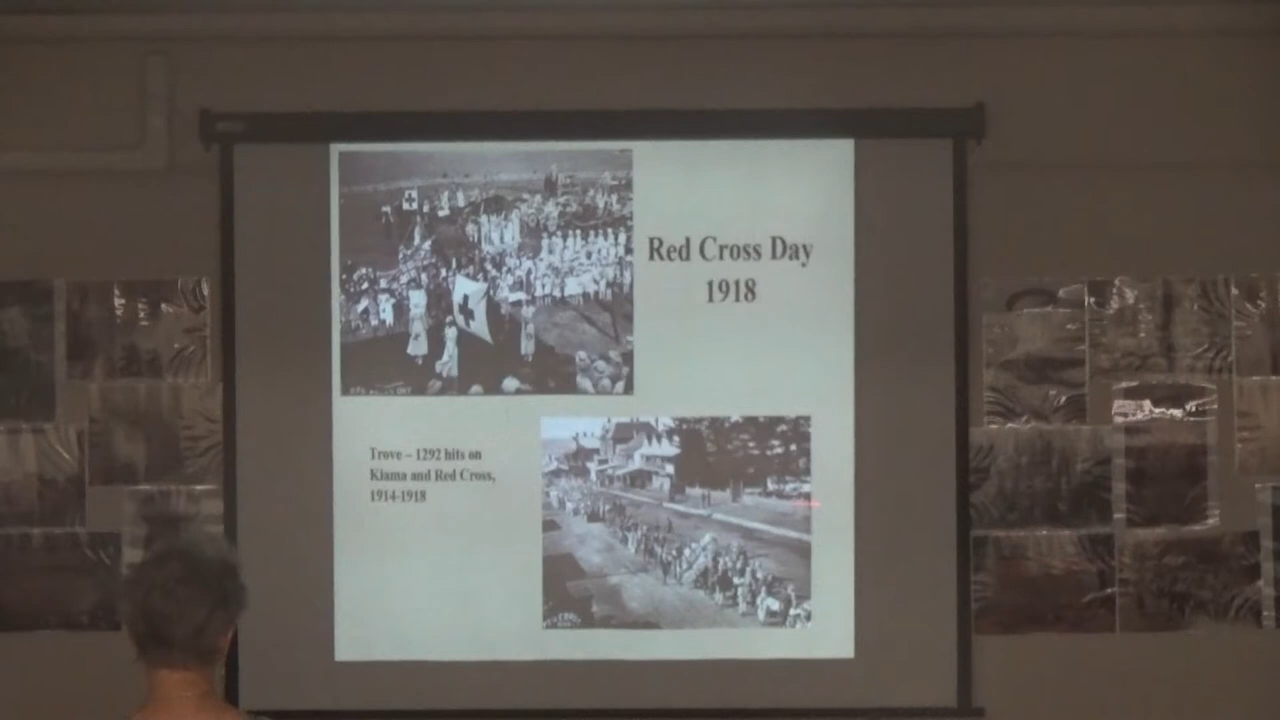 Red Cross Day
1918
Trove – 1292 hits on
Kiama and Red Cross,
1914-1918